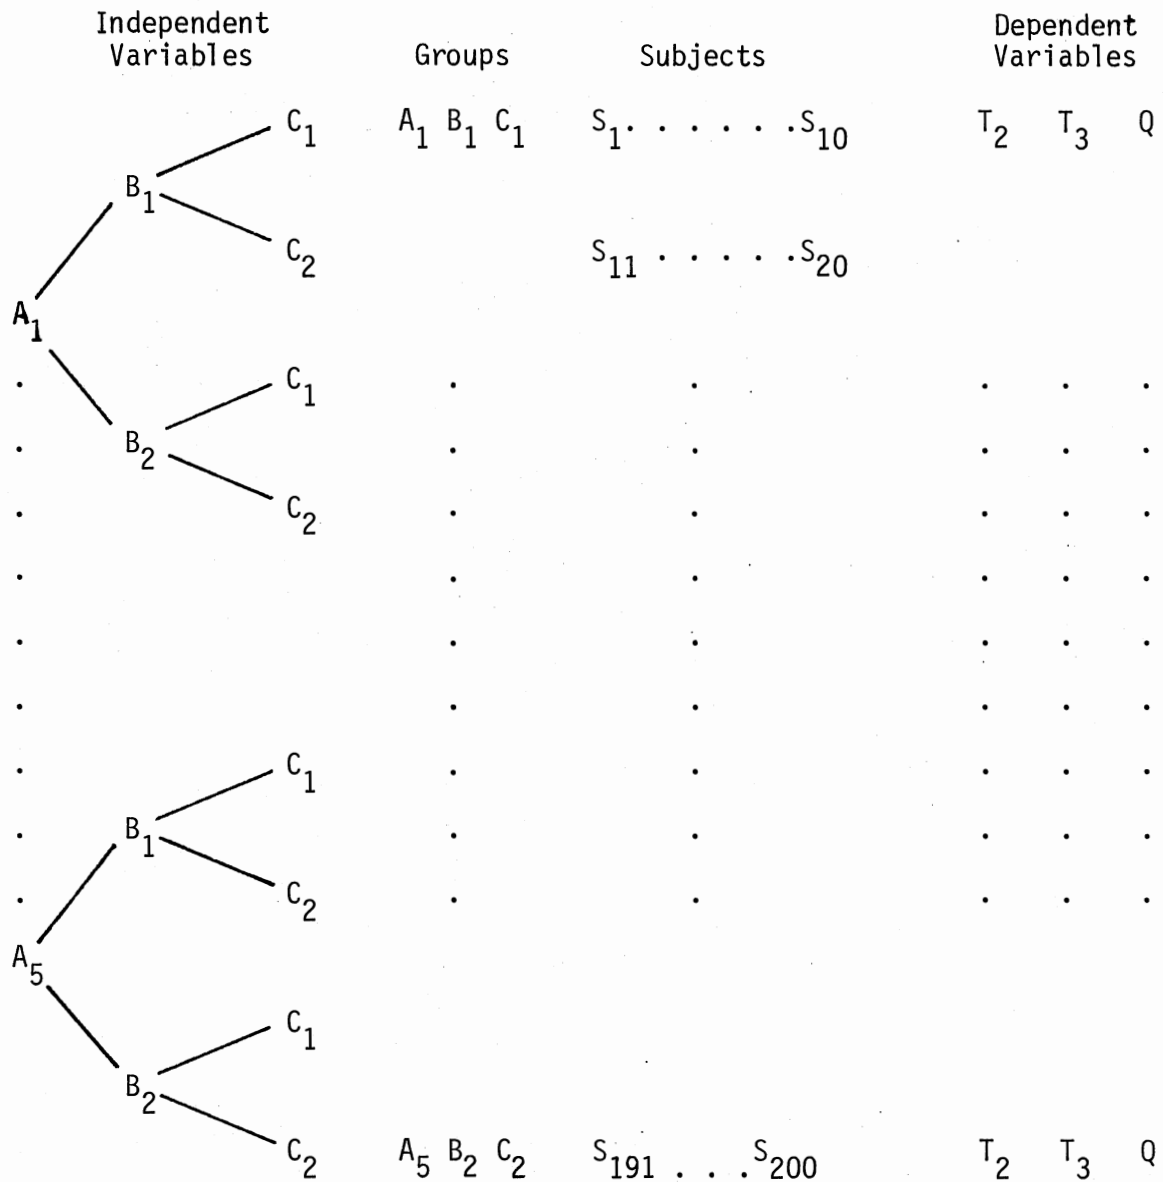 Independent Variables Groups Subjects Dependent Variables
C₁ A₁ B₁ C₁ S₁. . . . . . .S₁₀ T₂ T₃ Q
B₁
C₂ S₁₁ . . . . . .S₂₀
A₁
. C₁ . . . . .
. B₂ . . . . .
. C₂ . . . . .
. . . . . .
. . . . . .
. . . . . .
. C₁ . . . . .
. B₁ . . . . .
. C₂ . . . . .
A₅
C₁
B₂
C₂ A₅ B₂ C₂ S₁₉₁ . . . S₂₀₀ T₂ T₃ Q